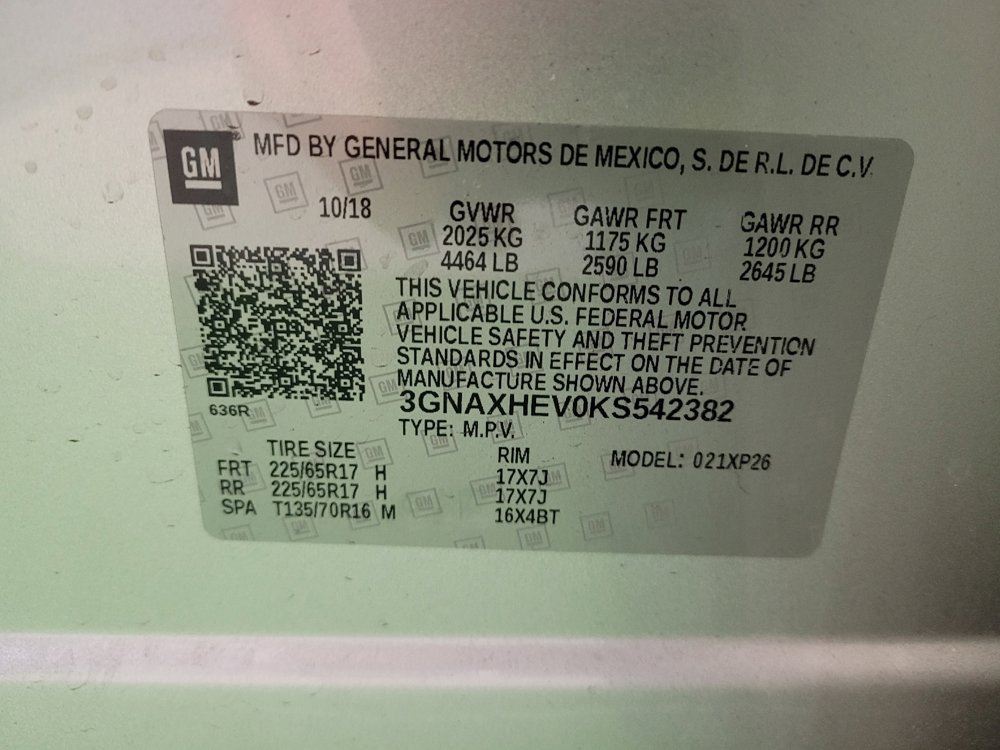 GM
MFD BY GENERAL MOTORS DE MEXICO, S. DE R.L. DE C.V.
10/18
GVWR GAWR FRT GAWR RR
2025 KG 1175 KG 1200 KG
4464 LB 2590 LB 2645 LB
THIS VEHICLE CONFORMS TO ALL
APPLICABLE U.S. FEDERAL MOTOR
VEHICLE SAFETY AND THEFT PREVENTION
STANDARDS IN EFFECT ON THE DATE OF
MANUFACTURE SHOWN ABOVE.
636R
3GNAXHEV0KS542382
TYPE: M.P.V.
TIRE SIZE RIM MODEL: 021XP26
FRT 225/65R17 H 17X7J
RR 225/65R17 H 17X7J
SPA T135/70R16 M 16X4BT